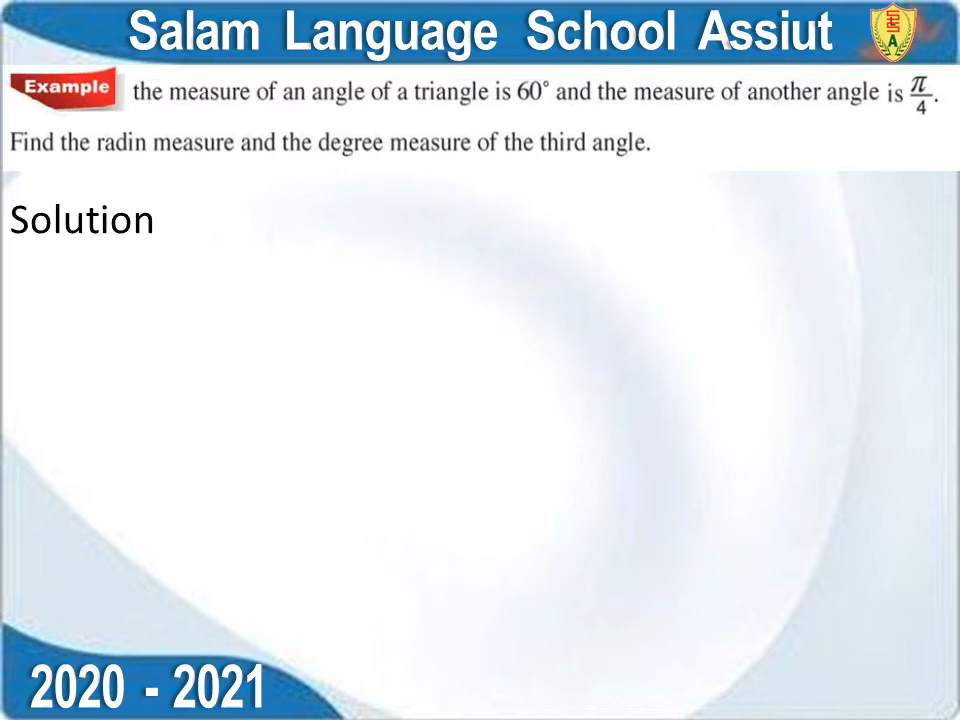 Salam Language School Assiut
Example the measure of an angle of a triangle is 60° and the measure of another angle is π/4.
Find the radin measure and the degree measure of the third angle.
Solution
2020 - 2021